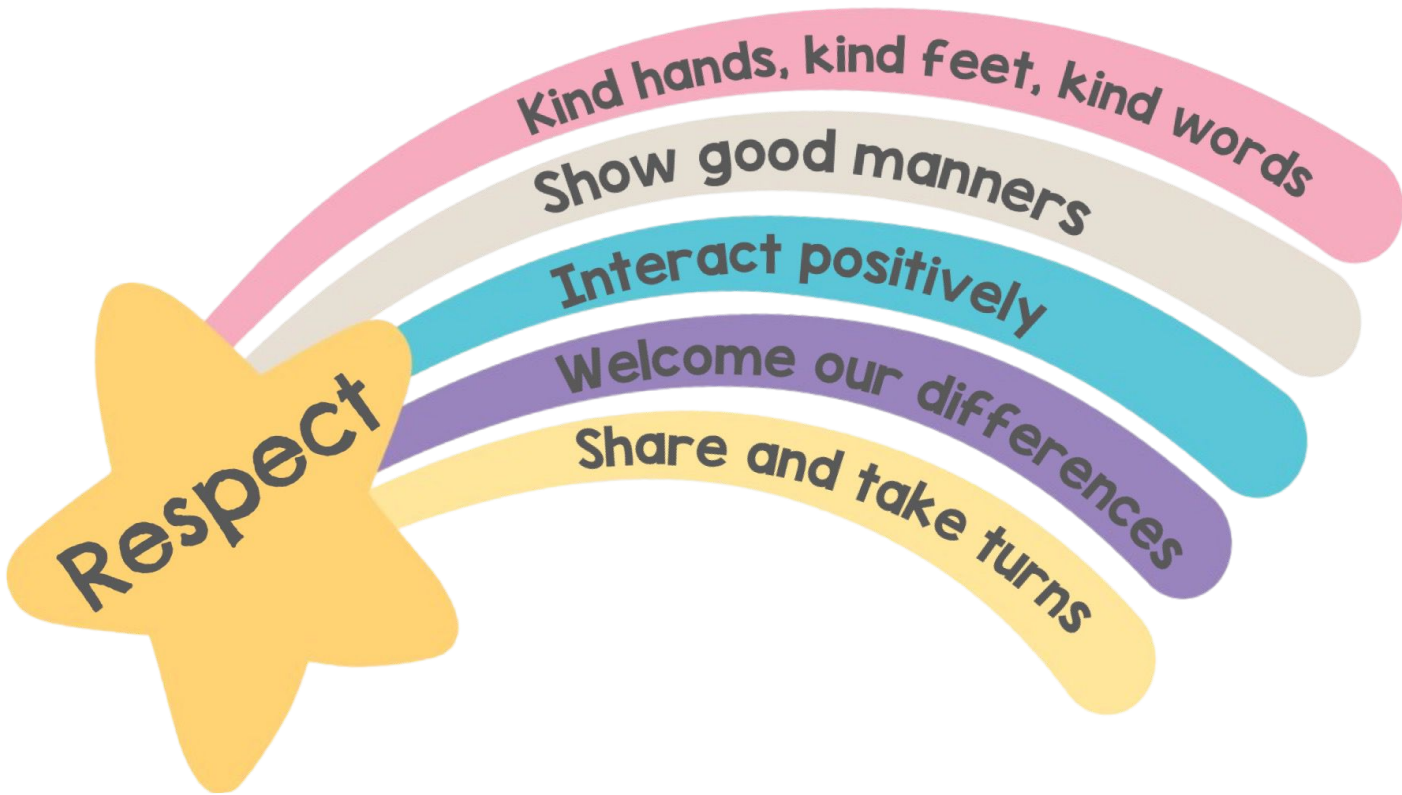 Kind hands, kind feet, kind words
Show good manners
Interact positively
Welcome our differences
Share and take turns
Respect